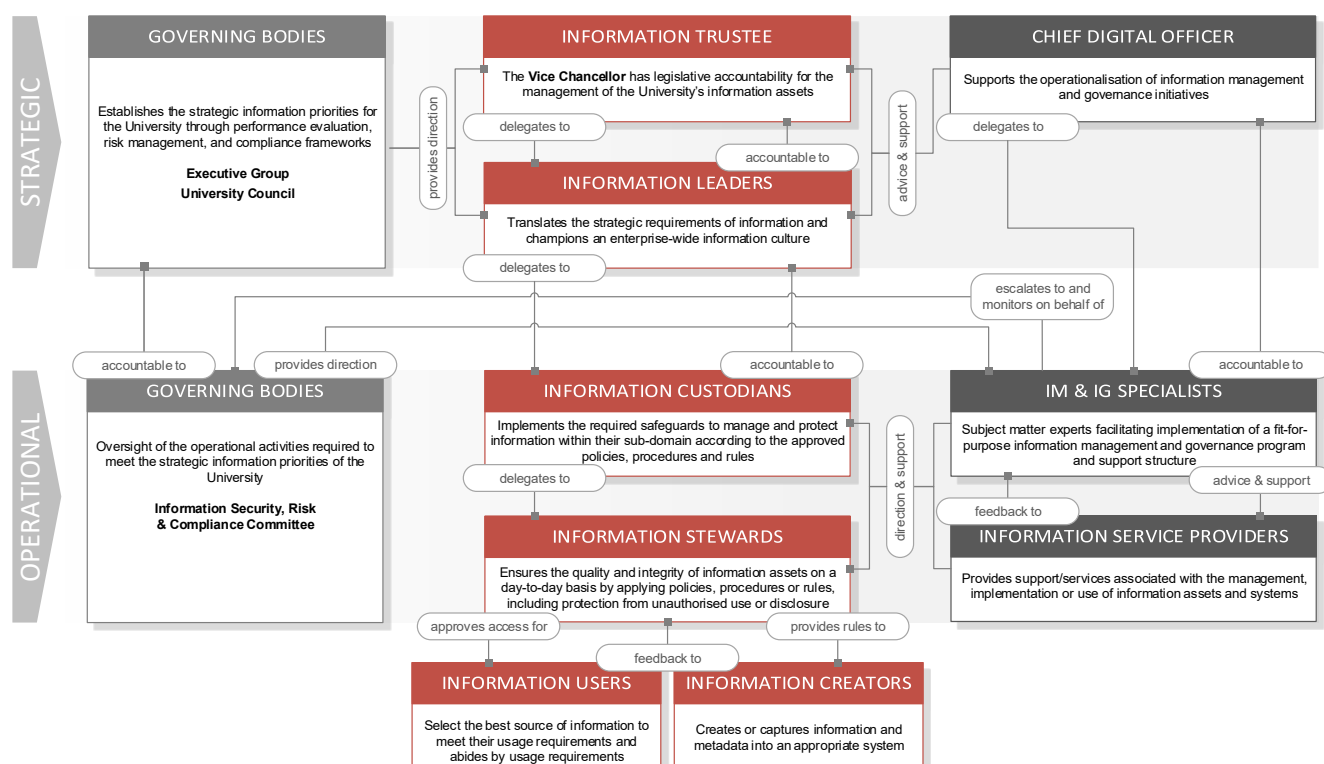 STRATEGIC
GOVERNING BODIES
Establishes the strategic information priorities for
the University through performance evaluation,
risk management, and compliance frameworks
Executive Group
University Council
provides direction
INFORMATION TRUSTEE
The Vice Chancellor has legislative accountability for the
management of the University's information assets
delegates to
accountable to
INFORMATION LEADERS
Translates the strategic requirements of information and
champions an enterprise-wide information culture
delegates to
advice & support
CHIEF DIGITAL OFFICER
Supports the operationalisation of information management
and governance initiatives
delegates to
escalates to and
monitors on behalf of
accountable to
provides direction
accountable to
accountable to
OPERATIONAL
GOVERNING BODIES
Oversight of the operational activities required to
meet the strategic information priorities of the
University
Information Security, Risk
& Compliance Committee
INFORMATION CUSTODIANS
Implements the required safeguards to manage and protect
information within their sub-domain according to the approved
policies, procedures and rules
delegates to
INFORMATION STEWARDS
Ensures the quality and integrity of information assets on a
day-to-day basis by applying policies, procedures or rules,
including protection from unauthorised use or disclosure
direction & support
IM & IG SPECIALISTS
Subject matter experts facilitating implementation of a fit-for-
purpose information management and governance program
and support structure
advice & support
feedback to
INFORMATION SERVICE PROVIDERS
Provides support/services associated with the management,
implementation or use of information assets and systems
approves access for
provides rules to
feedback to
INFORMATION USERS
Select the best source of information to
meet their usage requirements and
abides by usage requirements
INFORMATION CREATORS
Creates or captures information and
metadata into an appropriate system